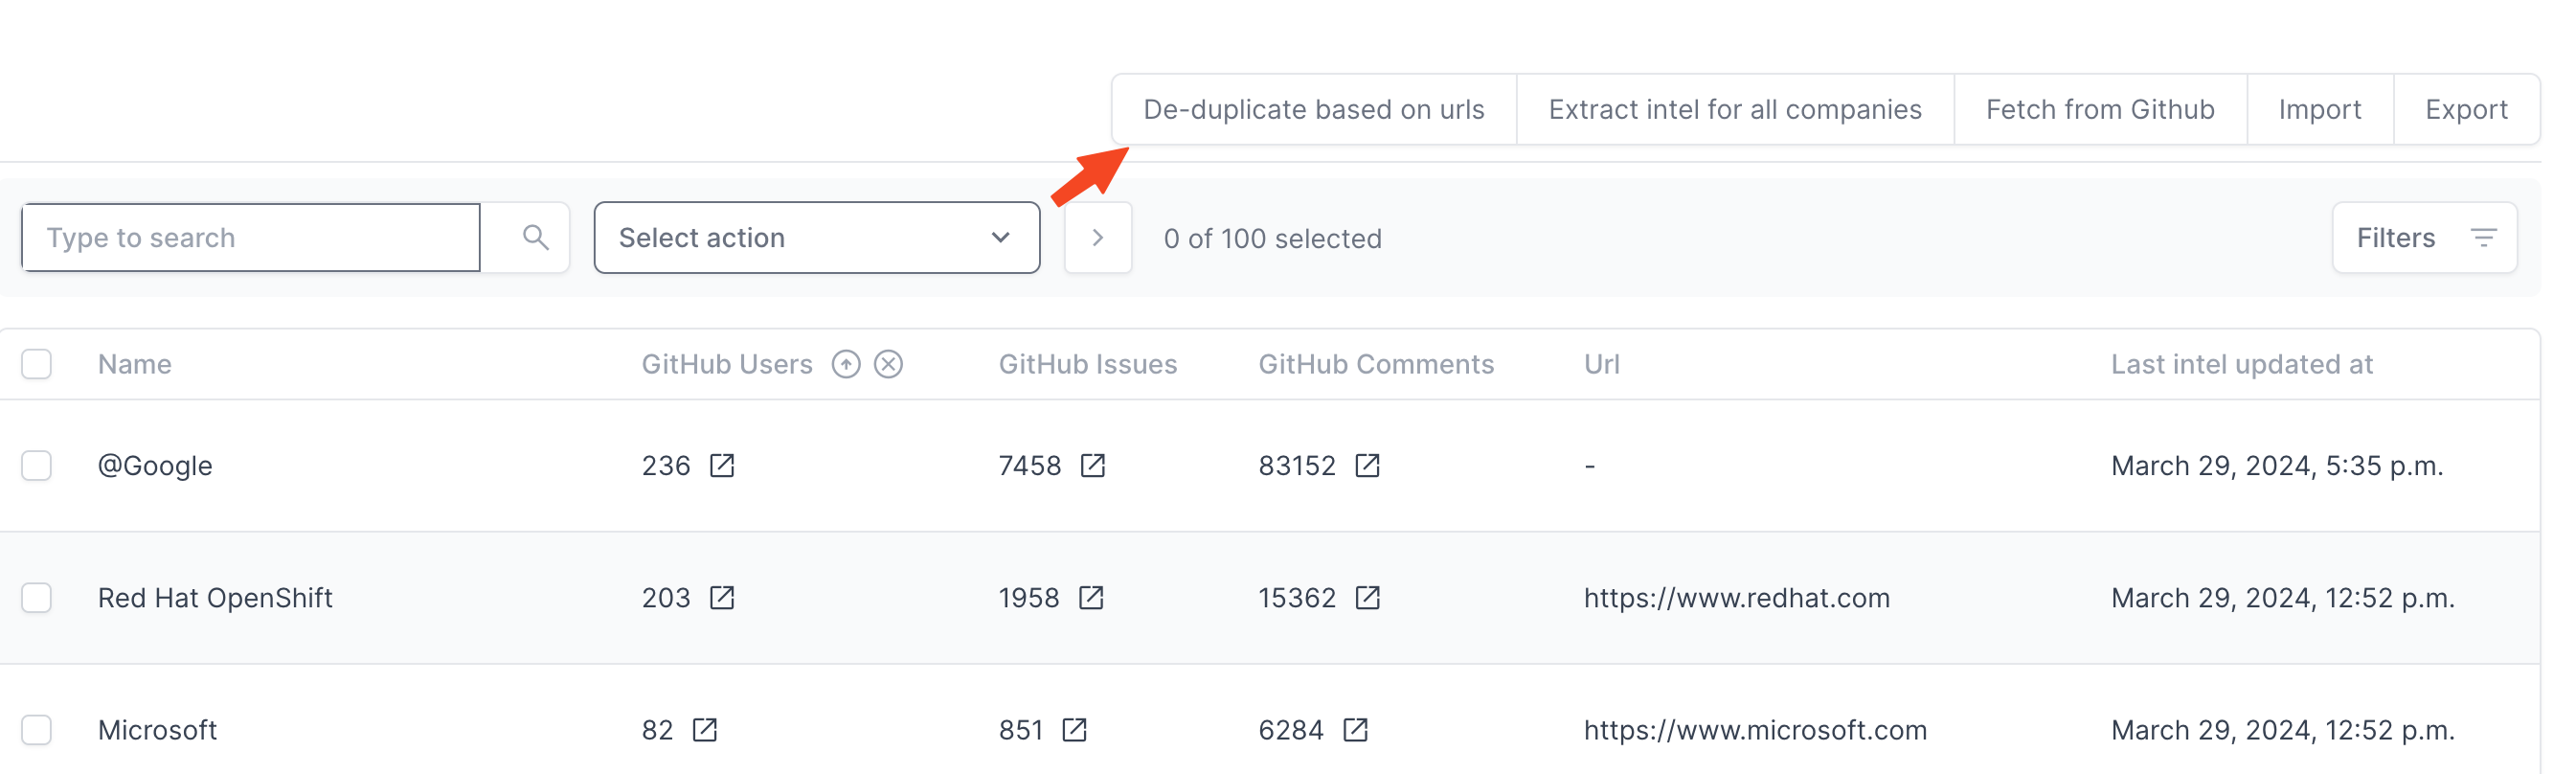 De-duplicate based on urls Extract intel for all companies Fetch from Github Import Export
Type to search Select action 0 of 100 selected Filters
Name GitHub Users GitHub Issues GitHub Comments Url Last intel updated at
@Google 236 7458 83152 - March 29, 2024, 5:35 p.m.
Red Hat OpenShift 203 1958 15362 https://www.redhat.com March 29, 2024, 12:52 p.m.
Microsoft 82 851 6284 https://www.microsoft.com March 29, 2024, 12:52 p.m.